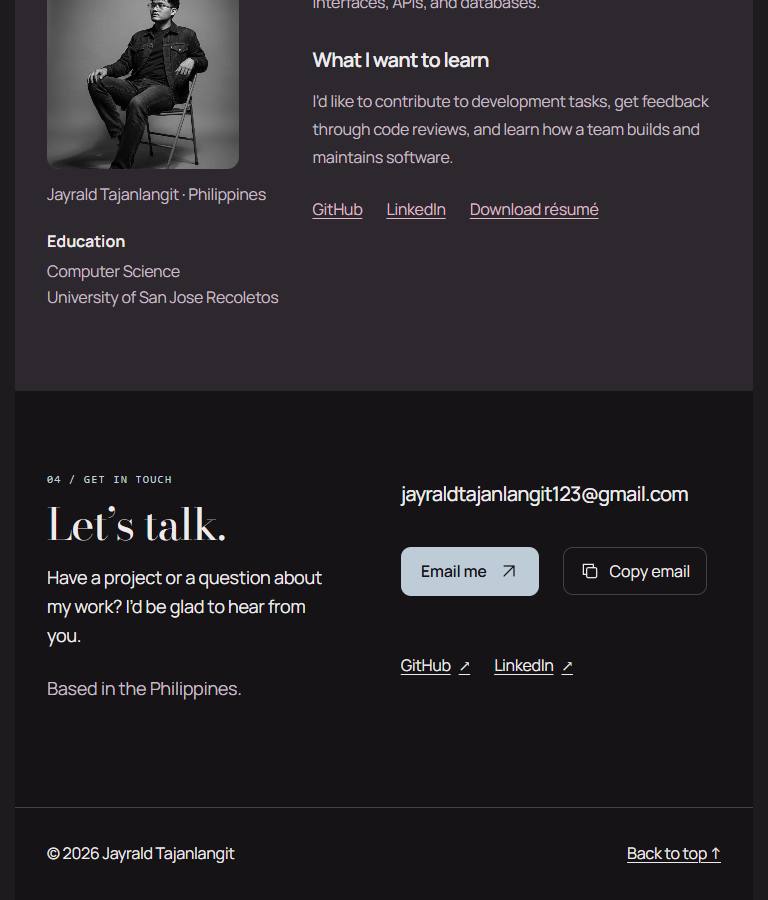 interfaces, APIs, and databases.
What I want to learn
I'd like to contribute to development tasks, get feedback
through code reviews, and learn how a team builds and
maintains software.
Jayrald Tajanlangit · Philippines
GitHub LinkedIn Download résumé
Education
Computer Science
University of San Jose Recoletos
04 / GET IN TOUCH
Let’s talk.
Have a project or a question about
my work? I’d be glad to hear from
you.
Based in the Philippines.
jayraldtajanlangit123@gmail.com
Email me Copy email
GitHub ↗ LinkedIn ↗
© 2026 Jayrald Tajanlangit
Back to top ↑